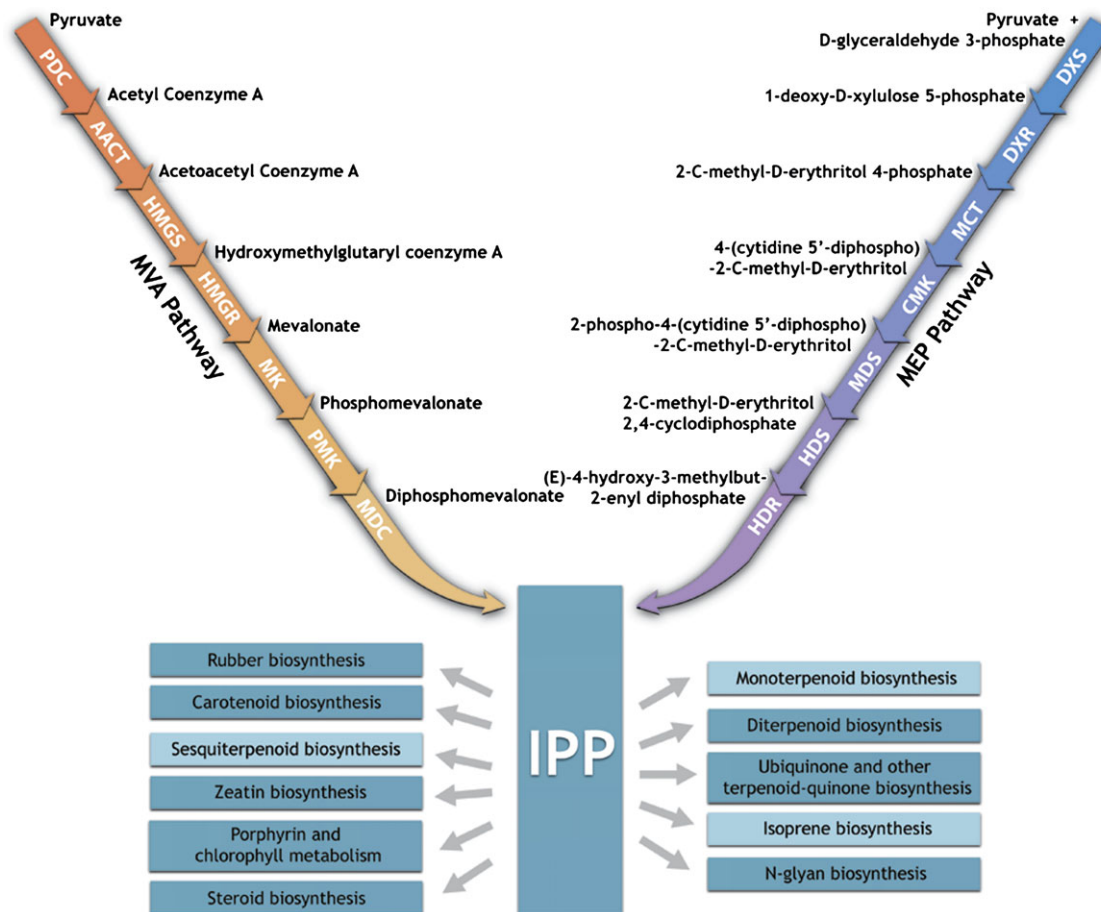 Pyruvate
PDC
Acetyl Coenzyme A
AACT
Acetoacetyl Coenzyme A
HMGS
Hydroxymethylglutaryl coenzyme A
HMGR
Mevalonate
MK
Phosphomevalonate
PMK
Diphosphomevalonate
MDC
MVA Pathway
Pyruvate +
D-glyceraldehyde 3-phosphate
DXS
1-deoxy-D-xylulose 5-phosphate
DXR
2-C-methyl-D-erythritol 4-phosphate
MCT
4-(cytidine 5’-diphospho)
-2-C-methyl-D-erythritol
CMK
2-phospho-4-(cytidine 5’-diphospho)
-2-C-methyl-D-erythritol
MDS
2-C-methyl-D-erythritol
2,4-cyclodiphosphate
HDS
(E)-4-hydroxy-3-methylbut-
2-enyl diphosphate
HDR
MEP Pathway
IPP
Rubber biosynthesis
Carotenoid biosynthesis
Sesquiterpenoid biosynthesis
Zeatin biosynthesis
Porphyrin and
chlorophyll metabolism
Steroid biosynthesis
Monoterpenoid biosynthesis
Diterpenoid biosynthesis
Ubiquinone and other
terpenoid-quinone biosynthesis
Isoprene biosynthesis
N-glyan biosynthesis